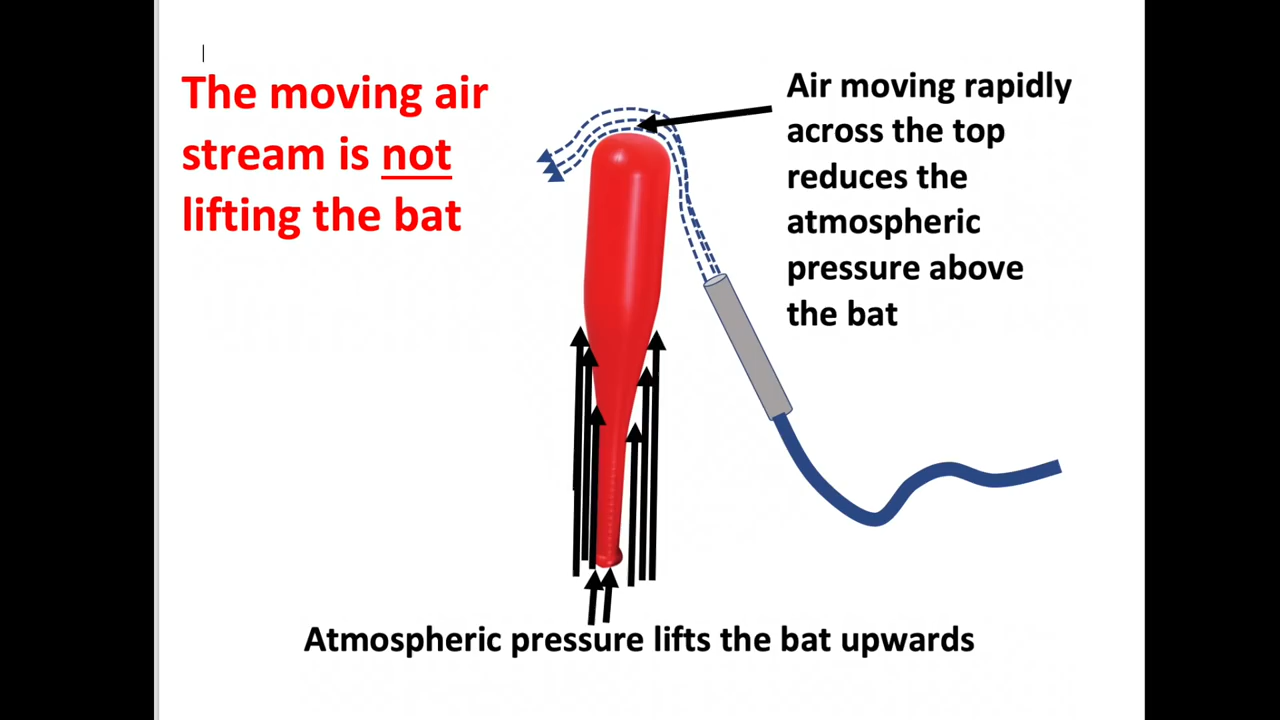 The moving air
stream is not
lifting the bat
Air moving rapidly
across the top
reduces the
atmospheric
pressure above
the bat
Atmospheric pressure lifts the bat upwards